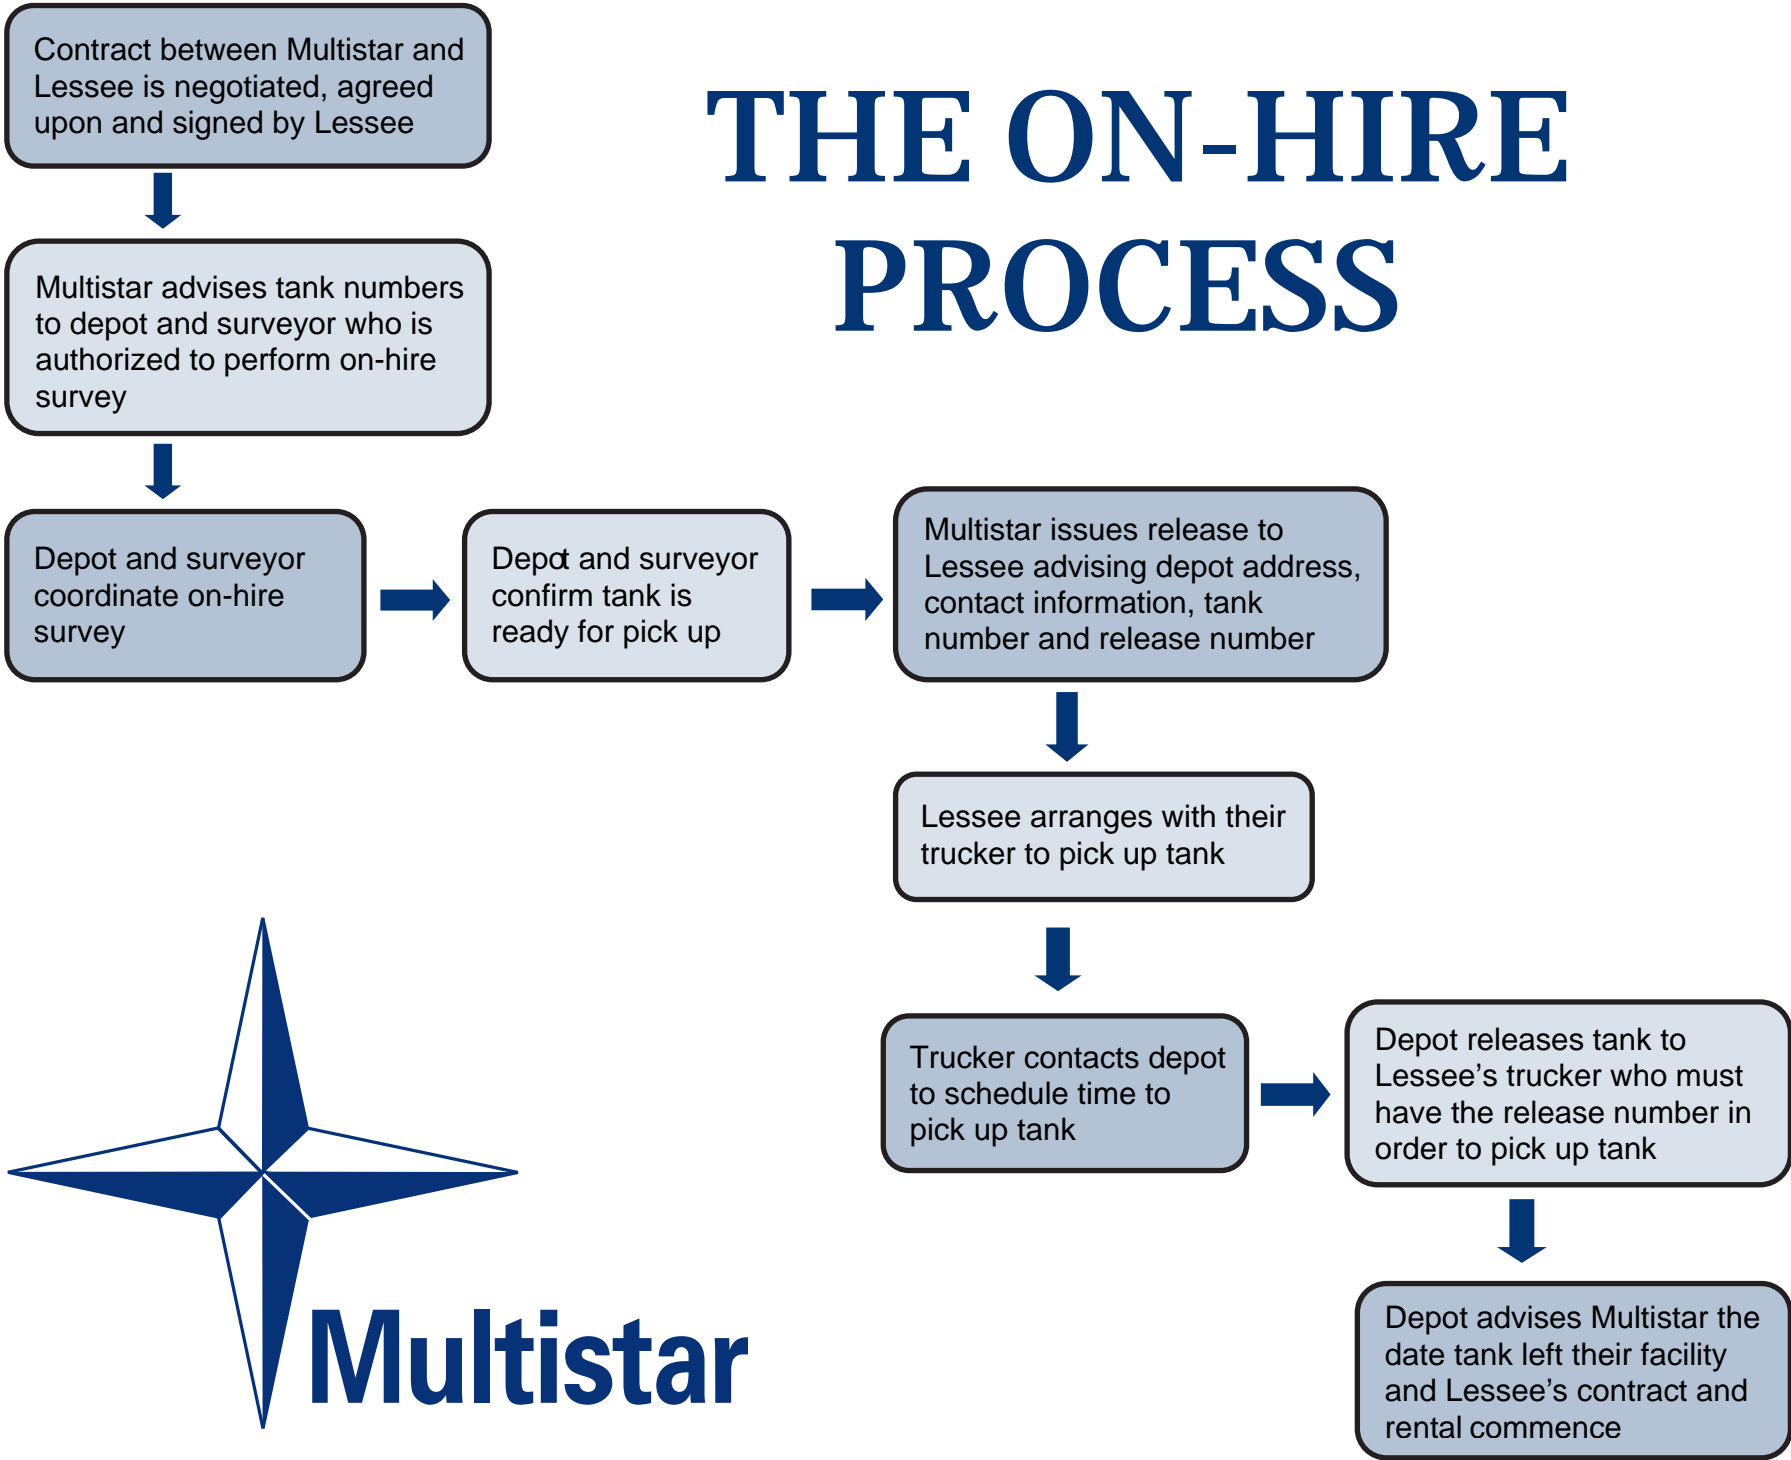 THE ON-HIRE
PROCESS
Contract between Multistar and
Lessee is negotiated, agreed
upon and signed by Lessee
Multistar advises tank numbers
to depot and surveyor who is
authorized to perform on-hire
survey
Depot and surveyor
coordinate on-hire
survey
Depot and surveyor
confirm tank is
ready for pick up
Multistar issues release to
Lessee advising depot address,
contact information, tank
number and release number
Lessee arranges with their
trucker to pick up tank
Trucker contacts depot
to schedule time to
pick up tank
Depot releases tank to
Lessee’s trucker who must
have the release number in
order to pick up tank
Depot advises Multistar the
date tank left their facility
and Lessee’s contract and
rental commence
Multistar